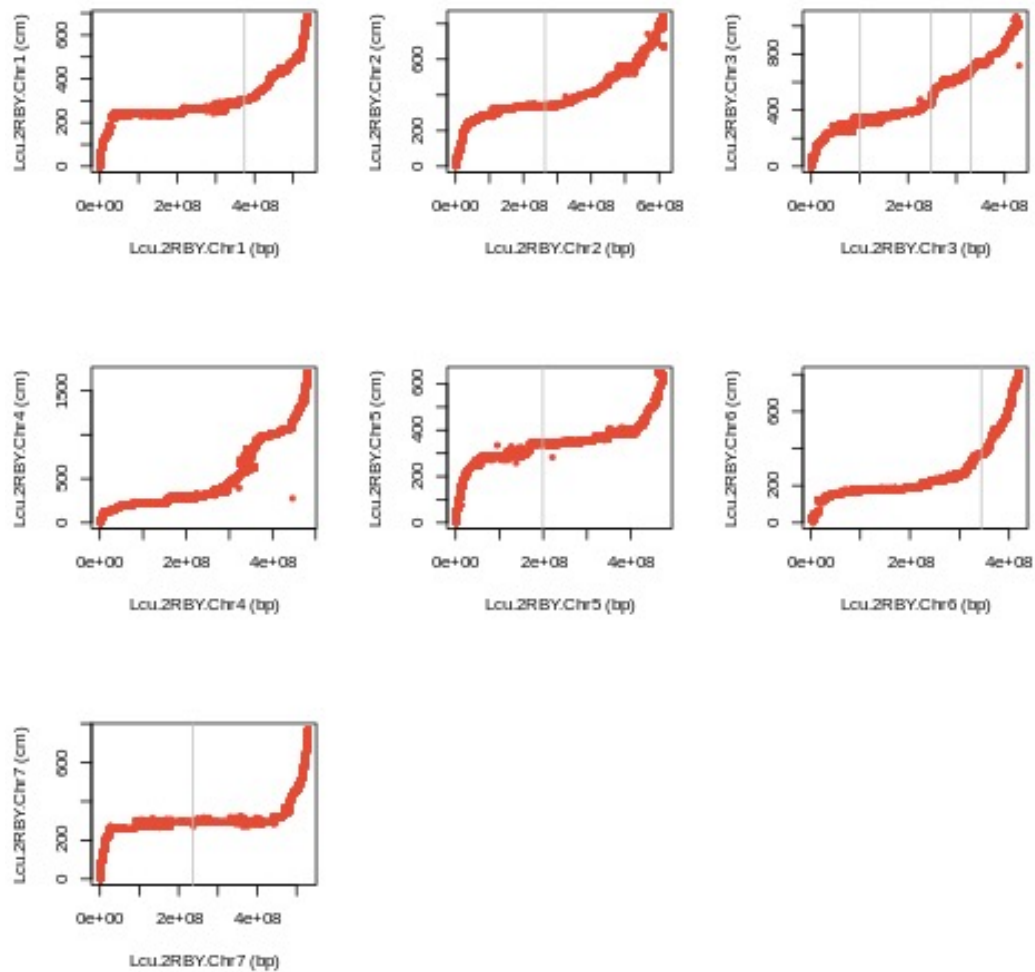 Lcu.2RBY.Chr1 (cm)
0 200 400 600
0e+00 2e+08 4e+08
Lcu.2RBY.Chr1 (bp)
Lcu.2RBY.Chr2 (cm)
0 200 600
0e+00 2e+08 4e+08 6e+08
Lcu.2RBY.Chr2 (bp)
Lcu.2RBY.Chr3 (cm)
0 400 800
0e+00 2e+08 4e+08
Lcu.2RBY.Chr3 (bp)
Lcu.2RBY.Chr4 (cm)
0 500 1500
0e+00 2e+08 4e+08
Lcu.2RBY.Chr4 (bp)
Lcu.2RBY.Chr5 (cm)
0 200 400 600
0e+00 2e+08 4e+08
Lcu.2RBY.Chr5 (bp)
Lcu.2RBY.Chr6 (cm)
0 200 600
0e+00 2e+08 4e+08
Lcu.2RBY.Chr6 (bp)
Lcu.2RBY.Chr7 (cm)
0 200 600
0e+00 2e+08 4e+08
Lcu.2RBY.Chr7 (bp)